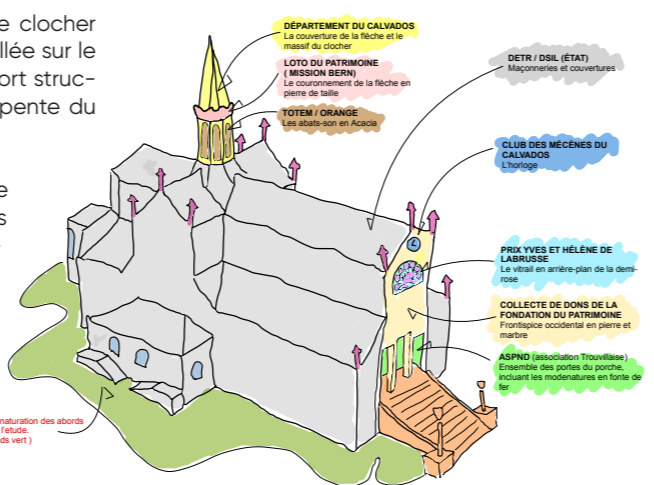 e clocher
llée sur le
ort struc-
pente du
e
s
DÉPARTEMENT DU CALVADOS
La couverture de la flèche et le
massif du clocher
LOTO DU PATRIMOINE
( MISSION BERN)
Le couronnement de la flèche en
pierre de taille
TOTEM / ORANGE
Les abats-son en Acacia
DETR / DSIL (ÉTAT)
Maçonneries et couvertures
CLUB DES MÉCÈNES DU
CALVADOS
L'horloge
PRIX YVES ET HÉLÈNE DE
LABRUSSE
Le vitrail en arrière-plan de la demi-
rose
COLLECTE DE DONS DE LA
FONDATION DU PATRIMOINE
Frontispice occidental en pierre et
marbre
ASPND (association Trouvillaise)
Ensemble des portes du porche,
incluant les modenatures en fonte de
fer
naturation des abords
l'etude.
ds vert )